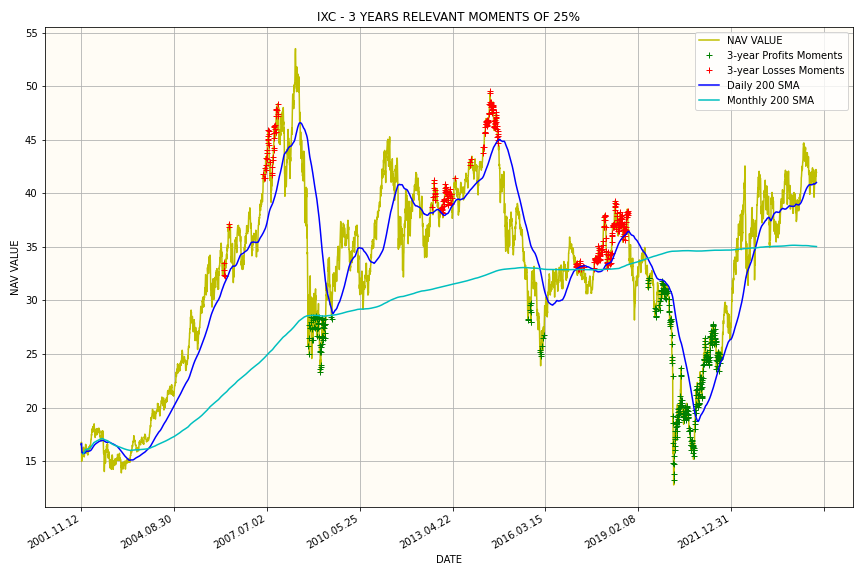 IXC - 3 YEARS RELEVANT MOMENTS OF 25%
NAV VALUE
3-year Profits Moments
3-year Losses Moments
Daily 200 SMA
Monthly 200 SMA
55
50
45
40
35
30
25
20
15
NAV VALUE
2001.11.12
2004.08.30
2007.07.02
2010.05.25
2013.04.22
2016.03.15
2019.02.08
2021.12.31
DATE